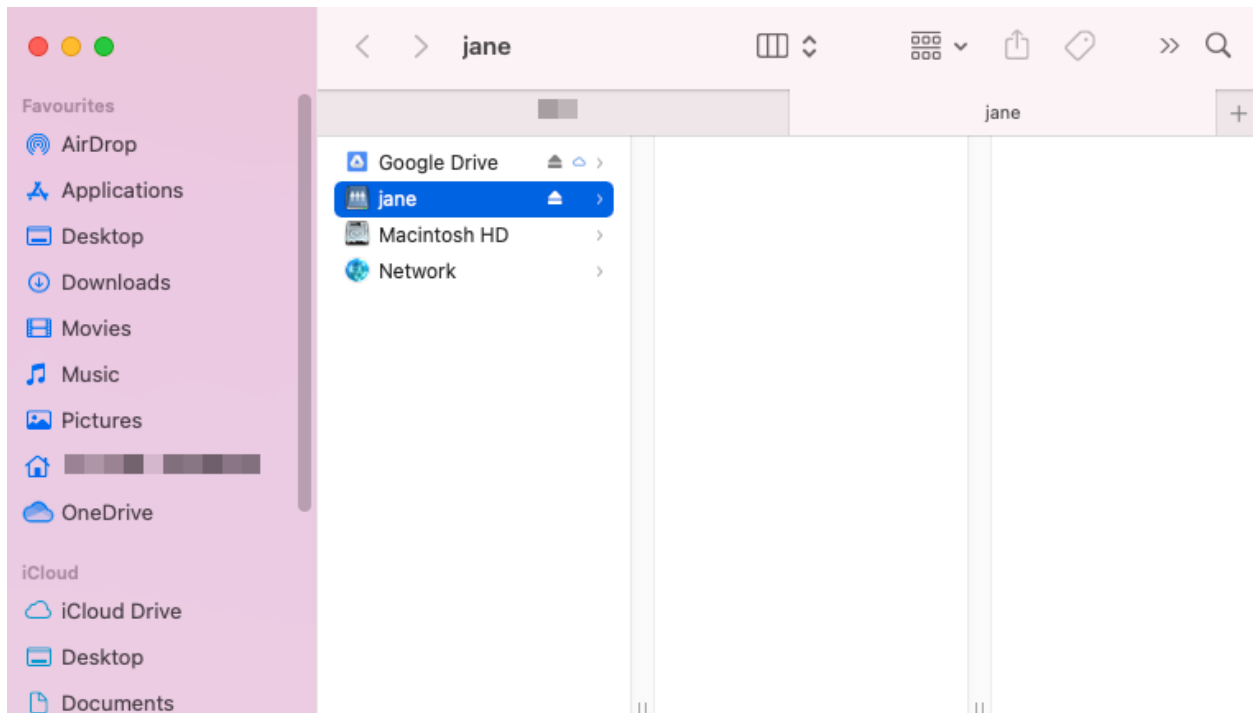 jane
Favourites
AirDrop
Applications
Desktop
Downloads
Movies
Music
Pictures
OneDrive
iCloud
iCloud Drive
Desktop
Documents
jane
Google Drive
jane
Macintosh HD
Network